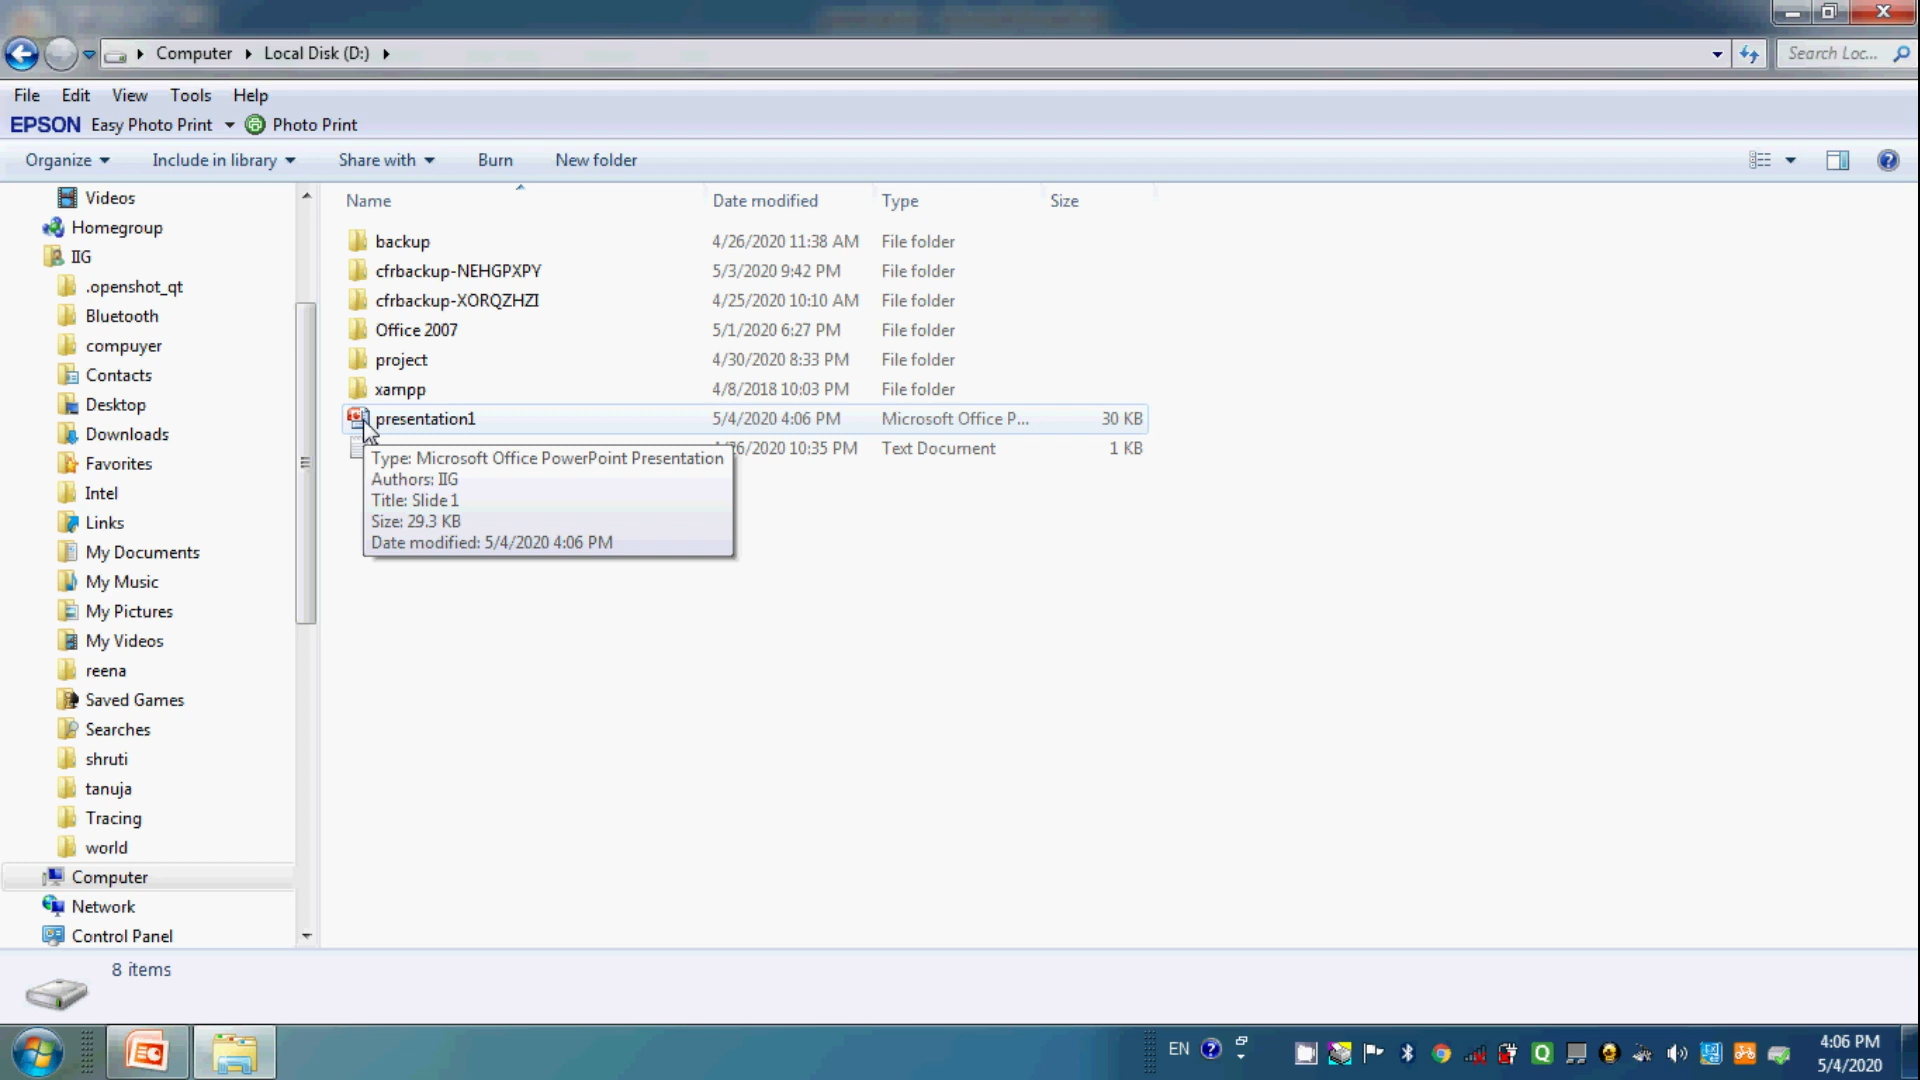 Computer Local Disk (D:)
Search Loc...
File Edit View Tools Help
EPSON Easy Photo Print Photo Print
Organize Include in library Share with Burn New folder
Name Date modified Type Size
Videos
Homegroup
IIG
.openshot_qt
Bluetooth
compuyer
Contacts
Desktop
Downloads
Favorites
Intel
Links
My Documents
My Music
My Pictures
My Videos
reena
Saved Games
Searches
shruti
tanuja
Tracing
world
Computer
Network
Control Panel
backup 4/26/2020 11:38 AM File folder
cfrbackup-NEHGPXPY 5/3/2020 9:42 PM File folder
cfrbackup-XORQZHZI 4/25/2020 10:10 AM File folder
Office 2007 5/1/2020 6:27 PM File folder
project 4/30/2020 8:33 PM File folder
xampp 4/8/2018 10:03 PM File folder
presentation1 5/4/2020 4:06 PM Microsoft Office P... 30 KB
10:35 PM Text Document 1 KB
Type: Microsoft Office PowerPoint Presentation
Authors: IIG
Title: Slide 1
Size: 29.3 KB
Date modified: 5/4/2020 4:06 PM
8 items
EN
4:06 PM
5/4/2020